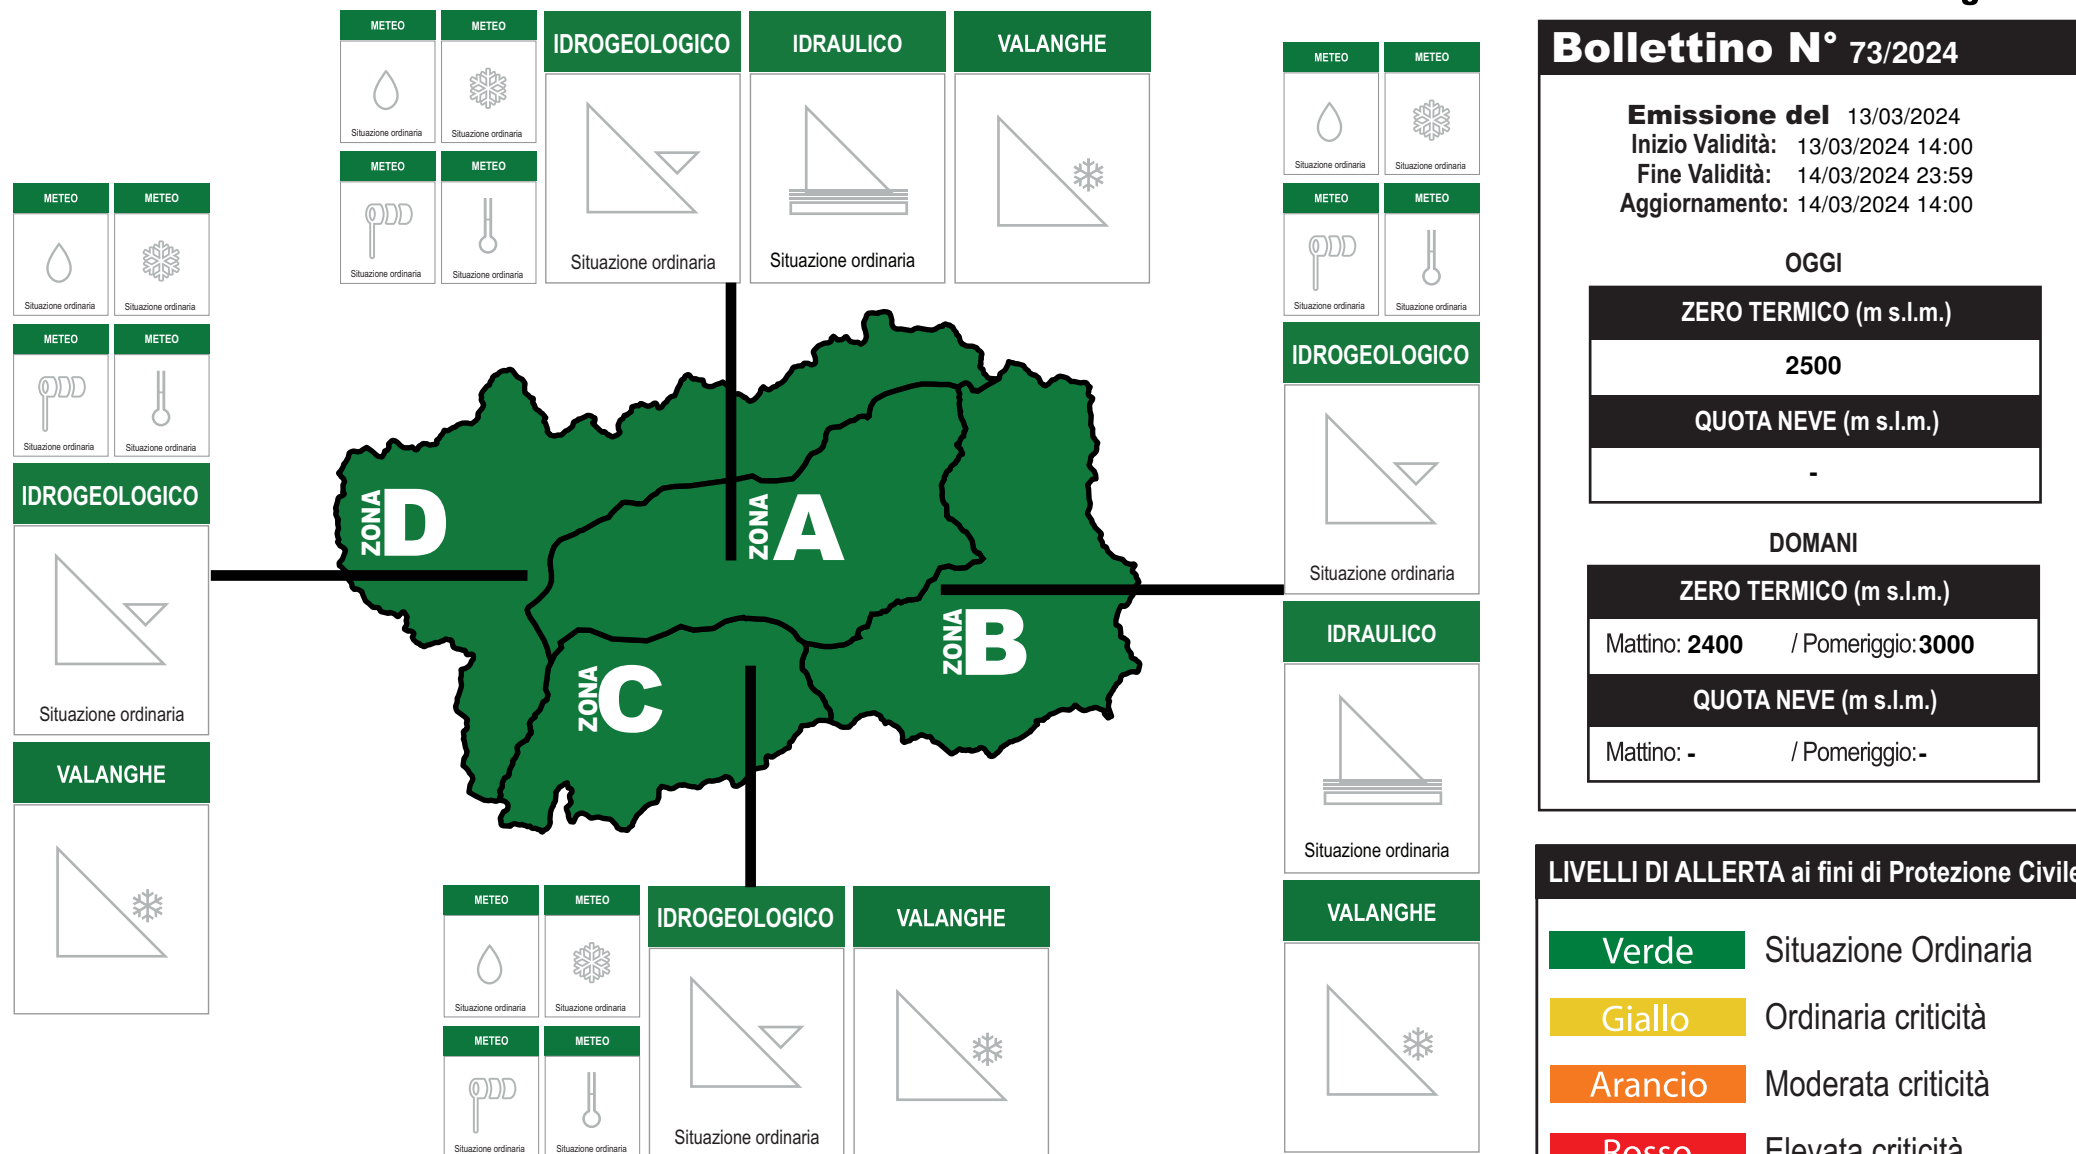 METEO METEO
Situazione ordinaria Situazione ordinaria
METEO METEO
Situazione ordinaria Situazione ordinaria
IDROGEOLOGICO
Situazione ordinaria
IDRAULICO
Situazione ordinaria
VALANGHE
METEO METEO
Situazione ordinaria Situazione ordinaria
METEO METEO
Situazione ordinaria Situazione ordinaria
IDROGEOLOGICO
Situazione ordinaria
VALANGHE
ZONA D
ZONA A
ZONA B
ZONA C
METEO METEO
Situazione ordinaria Situazione ordinaria
METEO METEO
Situazione ordinaria Situazione ordinaria
IDROGEOLOGICO
Situazione ordinaria
VALANGHE
METEO METEO
Situazione ordinaria Situazione ordinaria
METEO METEO
Situazione ordinaria Situazione ordinaria
IDROGEOLOGICO
Situazione ordinaria
IDRAULICO
Situazione ordinaria
VALANGHE
Bollettino N° 73/2024
Emissione del 13/03/2024
Inizio Validità: 13/03/2024 14:00
Fine Validità: 14/03/2024 23:59
Aggiornamento: 14/03/2024 14:00
OGGI
ZERO TERMICO (m s.l.m.)
2500
QUOTA NEVE (m s.l.m.)
-
DOMANI
ZERO TERMICO (m s.l.m.)
Mattino: 2400 / Pomeriggio: 3000
QUOTA NEVE (m s.l.m.)
Mattino: - / Pomeriggio: -
LIVELLI DI ALLERTA ai fini di Protezione Civile
Verde Situazione Ordinaria
Giallo Ordinaria criticità
Arancio Moderata criticità
Rosso Elevata criticità